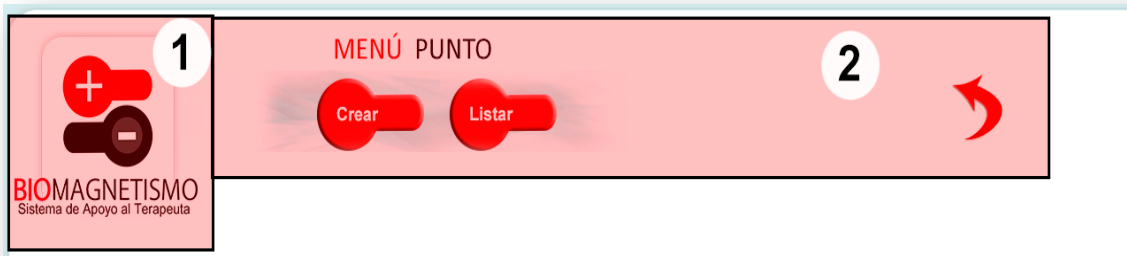 1
BIOMAGNETISMO
Sistema de Apoyo al Terapeuta
MENÚ PUNTO
Crear
Listar
2